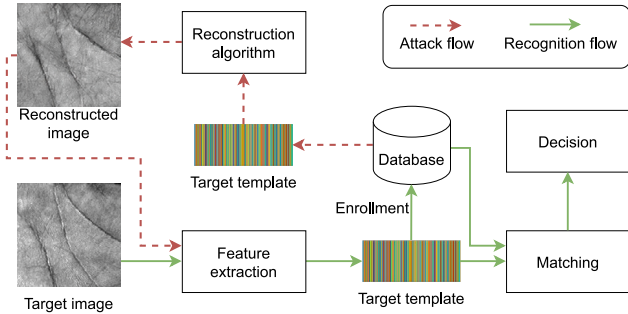 Reconstruction
algorithm
Attack flow
Recognition flow
Reconstructed
image
Target template
Database
Decision
Enrollment
Feature
extraction
Matching
Target image
Target template